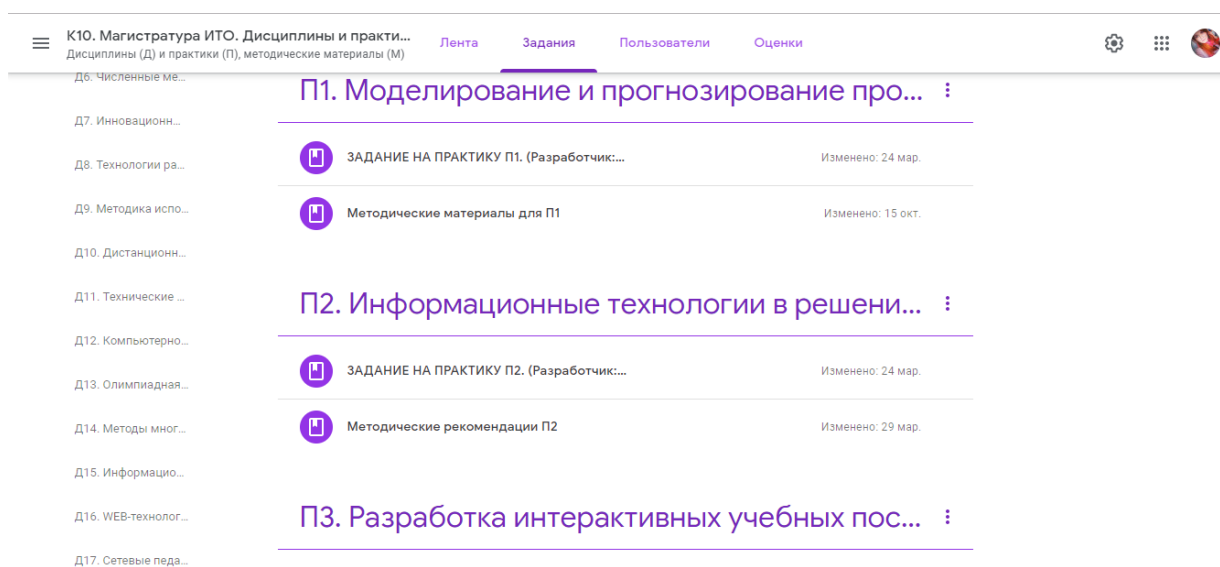 К10. Магистратура ИТО. Дисциплины и практи...
Дисциплины (Д) и практики (П), методические материалы (М)
Лента
Задания
Пользователи
Оценки
Д6. Численные ме...
Д7. Инновационн...
Д8. Технологии ра...
Д9. Методика испо...
Д10. Дистанционн...
Д11. Технические ...
Д12. Компьютерно...
Д13. Олимпиадная...
Д14. Методы мног...
Д15. Информацио...
Д16. WEB-технолог...
Д17. Сетевые педа...
П1. Моделирование и прогнозирование про...
ЗАДАНИЕ НА ПРАКТИКУ П1. (Разработчик:...
Изменено: 24 мар.
Методические материалы для П1
Изменено: 15 окт.
П2. Информационные технологии в решени...
ЗАДАНИЕ НА ПРАКТИКУ П2. (Разработчик:...
Изменено: 24 мар.
Методические рекомендации П2
Изменено: 29 мар.
П3. Разработка интерактивных учебных пос...